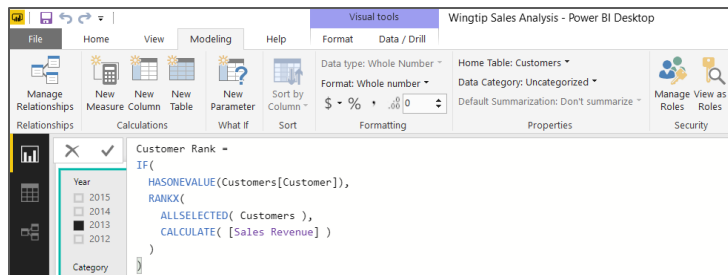 Visual tools
Wingtip Sales Analysis - Power BI Desktop
File Home View Modeling Help Format Data / Drill
Manage Relationships
Relationships
New Measure
New Column
New Table
Calculations
New Parameter
What If
Sort by Column
Sort
Data type: Whole Number
Format: Whole number
$ % , .00 0
Formatting
Home Table: Customers
Data Category: Uncategorized
Default Summarization: Don't summarize
Properties
Manage Roles
View as Roles
Security
Customer Rank =
IF(
HASONEVALUE(Customers[Customer]),
RANKX(
ALLSELECTED( Customers ),
CALCULATE( [Sales Revenue] )
)
)
Year
2015
2014
2013
2012
Category